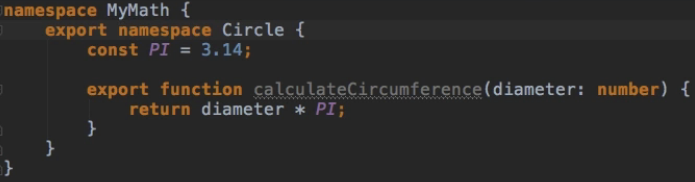 namespace MyMath {
    export namespace Circle {
        const PI = 3.14;

        export function calculateCircumference(diameter: number) {
            return diameter * PI;
        }
    }
}